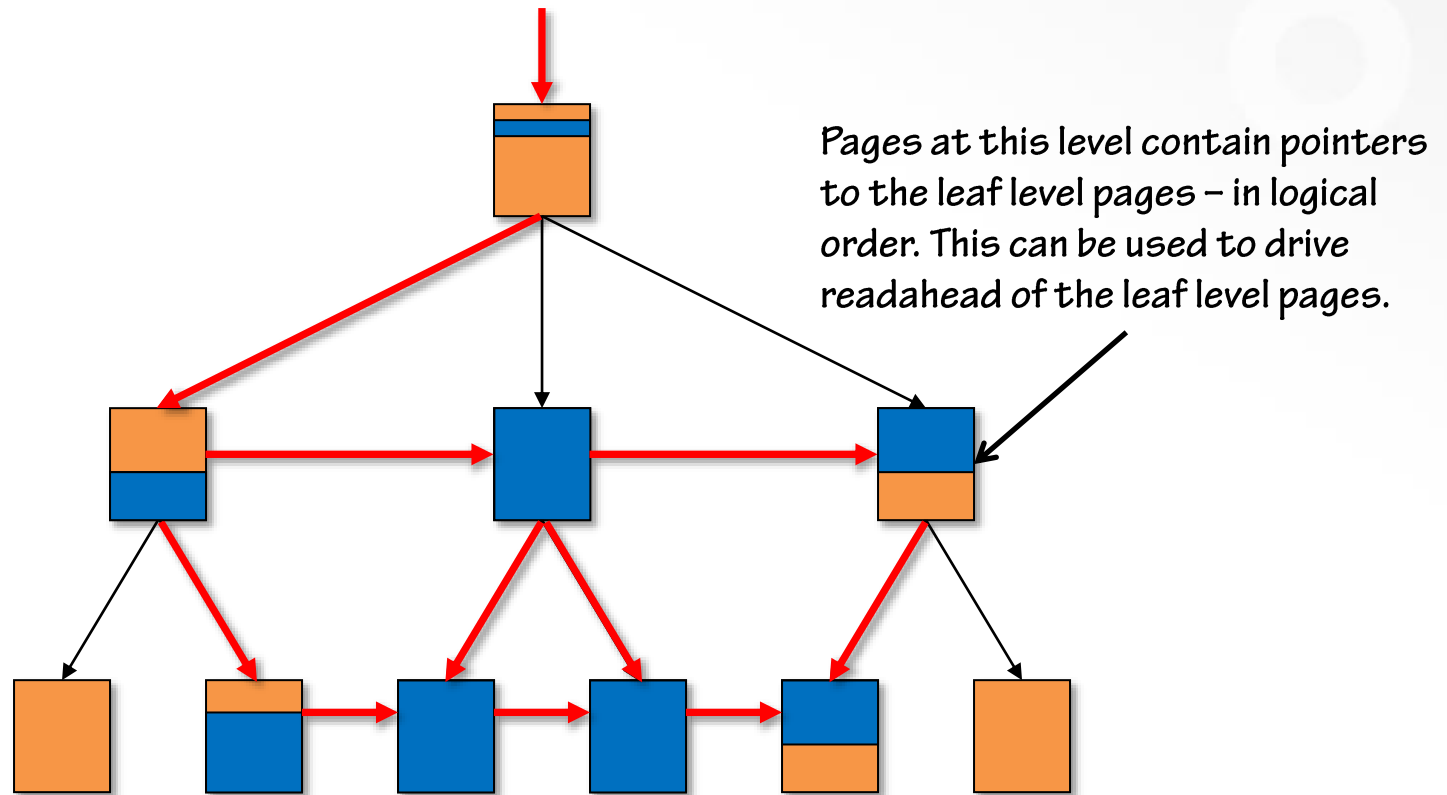 Pages at this level contain pointers
to the leaf level pages – in logical
order. This can be used to drive
readahead of the leaf level pages.